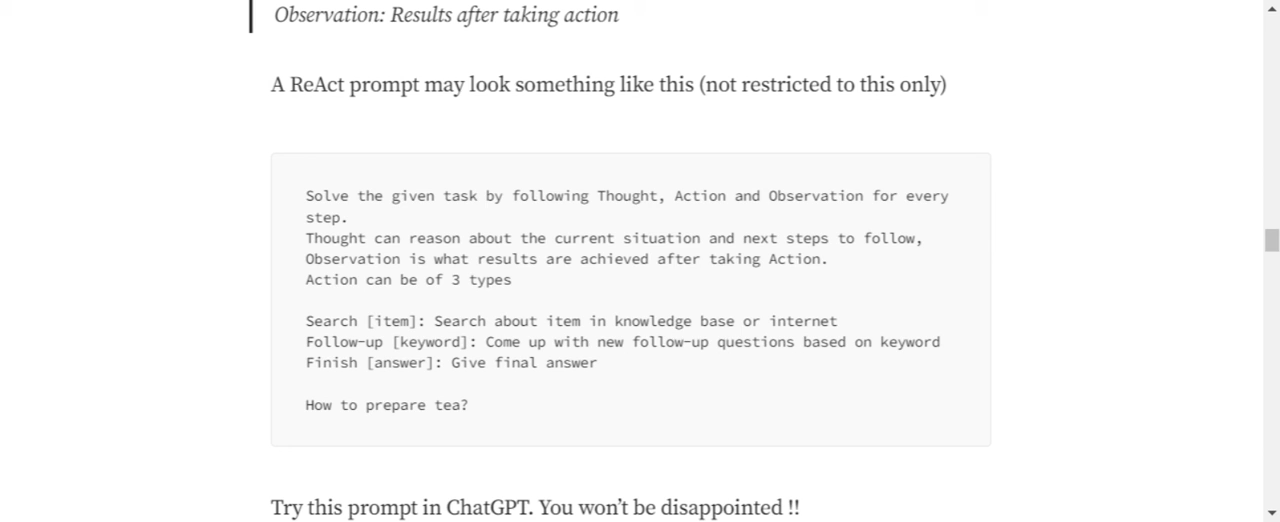 Observation: Results after taking action
A ReAct prompt may look something like this (not restricted to this only)
Solve the given task by following Thought, Action and Observation for every
step.
Thought can reason about the current situation and next steps to follow,
Observation is what results are achieved after taking Action.
Action can be of 3 types
Search [item]: Search about item in knowledge base or internet
Follow-up [keyword]: Come up with new follow-up questions based on keyword
Finish [answer]: Give final answer
How to prepare tea?
Try this prompt in ChatGPT. You won’t be disappointed !!